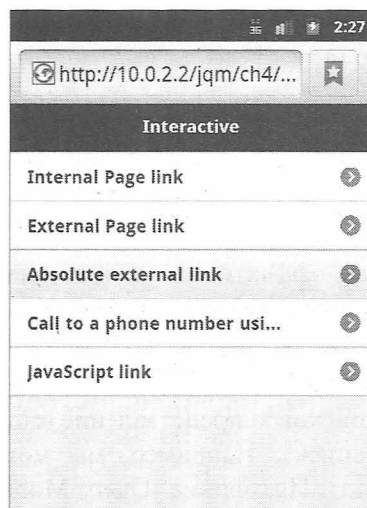 3G 2:27
http://10.0.2.2/jqm/ch4/...
Interactive
Internal Page link
External Page link
Absolute external link
Call to a phone number usi...
JavaScript link